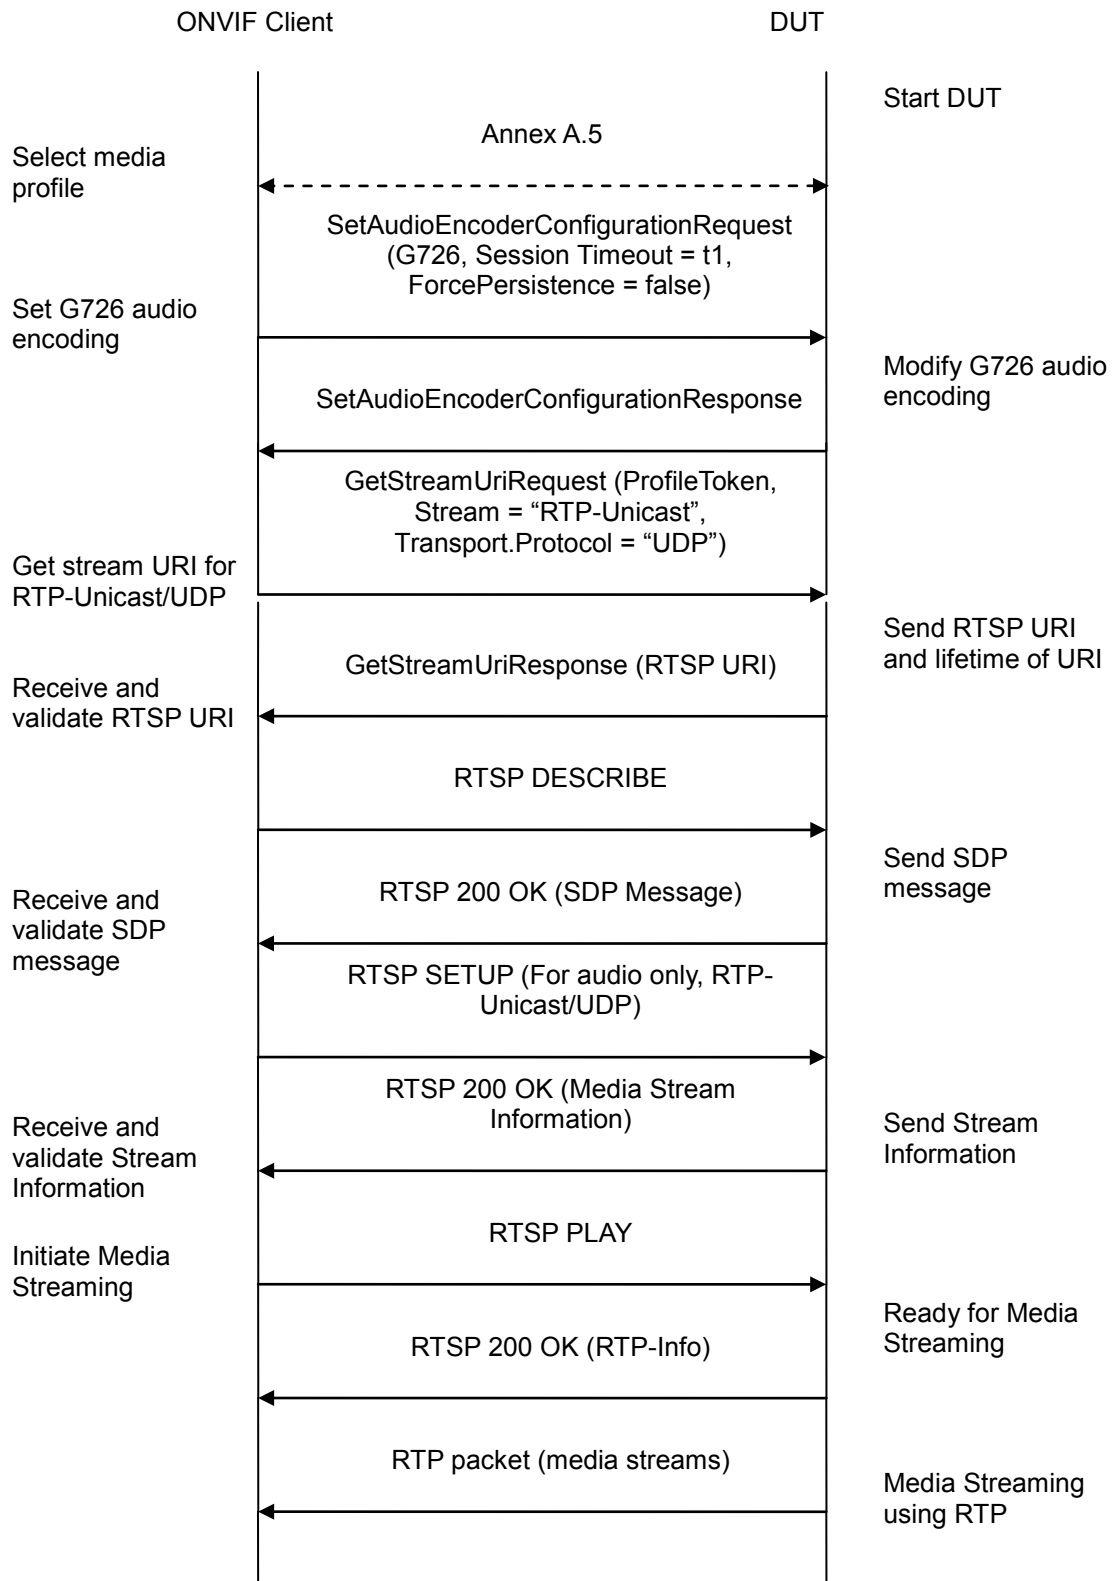 ONVIF Client
DUT
Start DUT
Annex A.5
Select media
profile
SetAudioEncoderConfigurationRequest
(G726, Session Timeout = t1,
ForcePersistence = false)
Set G726 audio
encoding
Modify G726 audio
encoding
SetAudioEncoderConfigurationResponse
GetStreamUriRequest (ProfileToken,
Stream = “RTP-Unicast”,
Transport.Protocol = “UDP”)
Get stream URI for
RTP-Unicast/UDP
Send RTSP URI
and lifetime of URI
GetStreamUriResponse (RTSP URI)
Receive and
validate RTSP URI
RTSP DESCRIBE
Send SDP
message
RTSP 200 OK (SDP Message)
Receive and
validate SDP
message
RTSP SETUP (For audio only, RTP-
Unicast/UDP)
RTSP 200 OK (Media Stream
Information)
Send Stream
Information
Receive and
validate Stream
Information
RTSP PLAY
Initiate Media
Streaming
Ready for Media
Streaming
RTSP 200 OK (RTP-Info)
RTP packet (media streams)
Media Streaming
using RTP